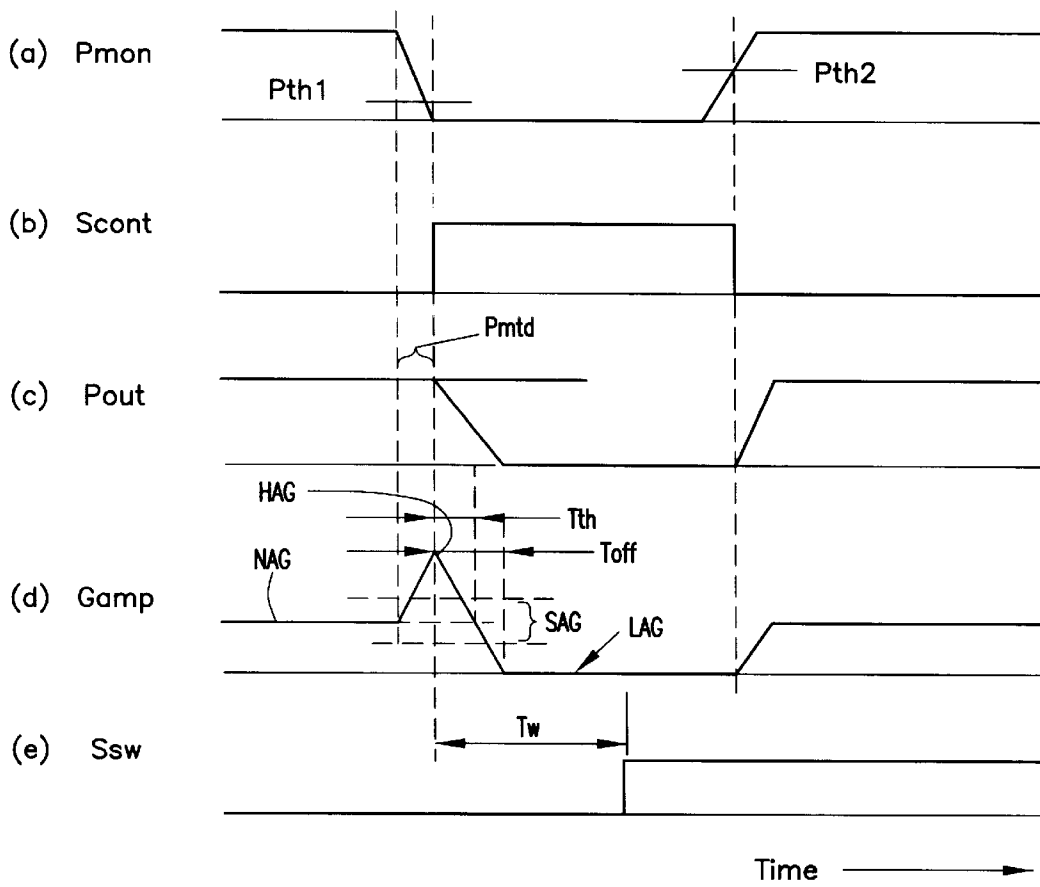 (a) Pmon
Pth1
Pth2
(b) Scont
Pmtd
(c) Pout
HAG
Tth
Toff
NAG
(d) Gamp
SAG
LAG
Tw
(e) Ssw
Time